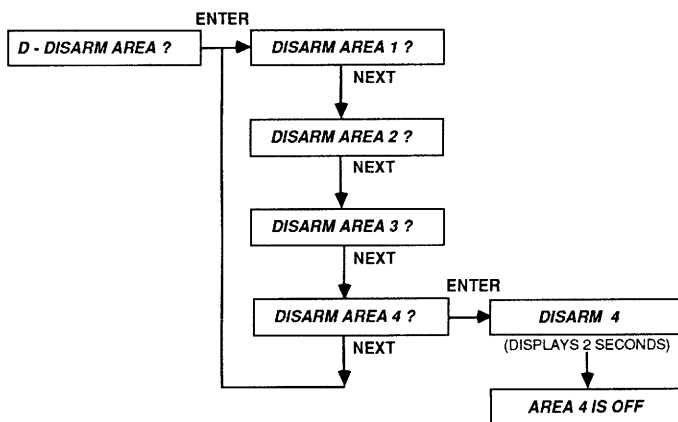 ENTER
D - DISARM AREA ?
DISARM AREA 1 ?
NEXT
DISARM AREA 2 ?
NEXT
DISARM AREA 3 ?
NEXT
ENTER
DISARM AREA 4 ?
DISARM 4
NEXT
(DISPLAYS 2 SECONDS)
AREA 4 IS OFF